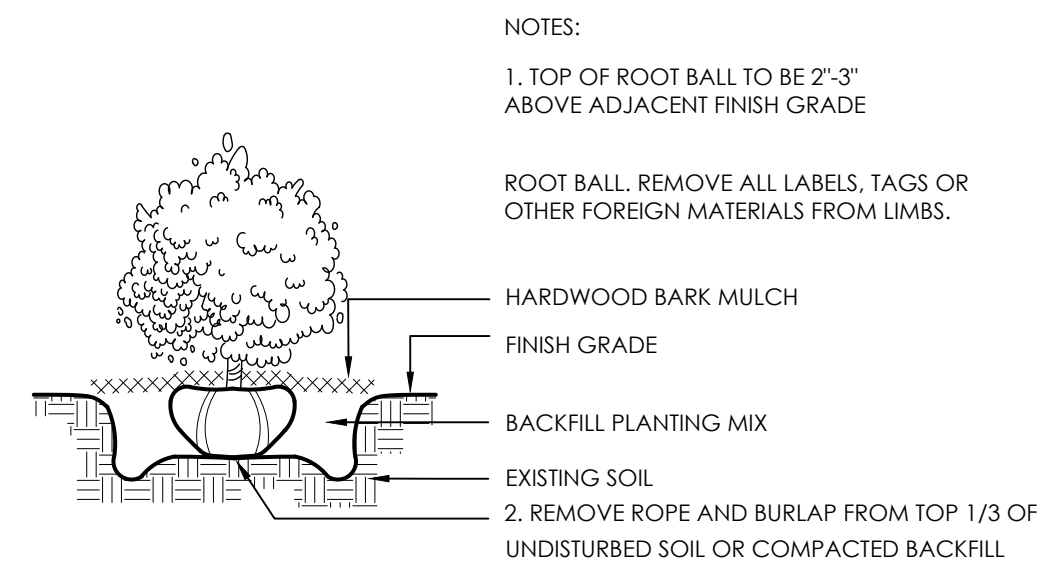 NOTES:
1. TOP OF ROOT BALL TO BE 2"-3"
ABOVE ADJACENT FINISH GRADE
ROOT BALL. REMOVE ALL LABELS, TAGS OR
OTHER FOREIGN MATERIALS FROM LIMBS.
HARDWOOD BARK MULCH
FINISH GRADE
BACKFILL PLANTING MIX
EXISTING SOIL
2. REMOVE ROPE AND BURLAP FROM TOP 1/3 OF
UNDISTURBED SOIL OR COMPACTED BACKFILL